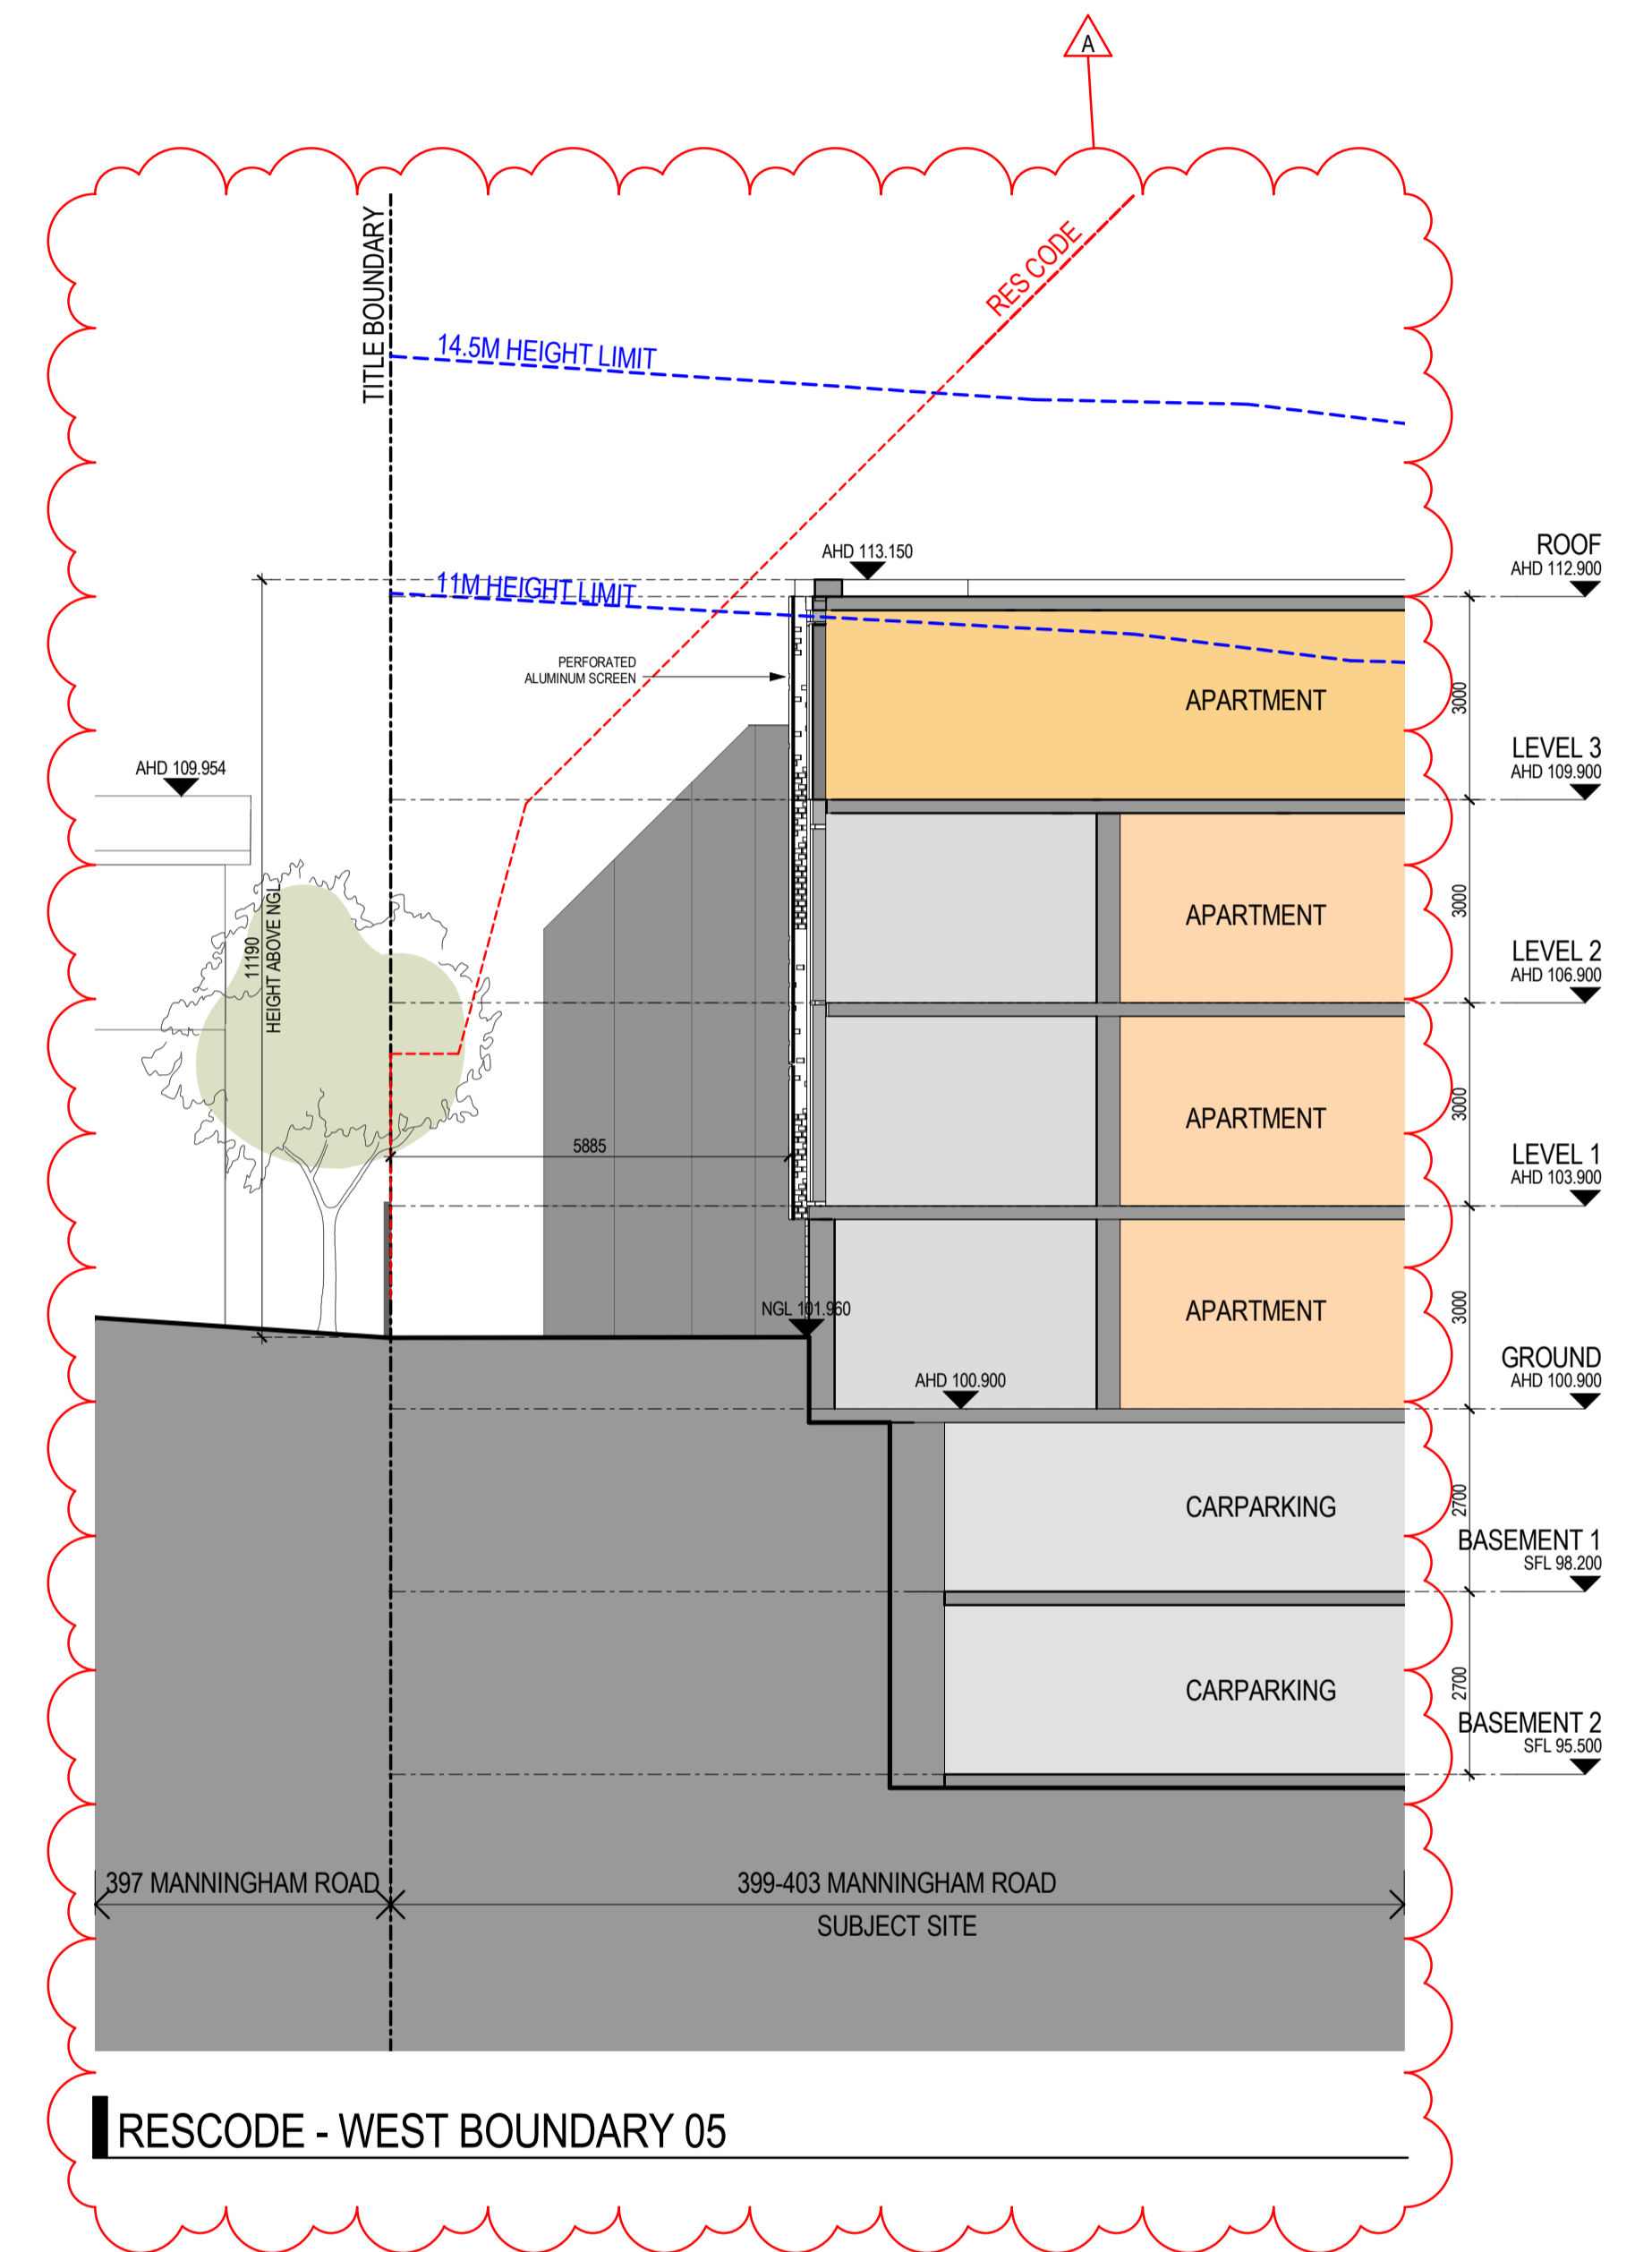 A
TITLE BOUNDARY
RES CODE
14.5M HEIGHT LIMIT
AHD 113.150
ROOF
AHD 112.900
11M HEIGHT LIMIT
PERFORATED
ALUMINUM SCREEN
APARTMENT
3000
LEVEL 3
AHD 109.900
AHD 109.954
11190
HEIGHT ABOVE NGL
APARTMENT
3000
LEVEL 2
AHD 106.900
APARTMENT
3000
5885
LEVEL 1
AHD 103.900
NGL 101.960
APARTMENT
3000
GROUND
AHD 100.900
AHD 100.900
CARPARKING
2700
BASEMENT 1
SFL 98.200
CARPARKING
2700
BASEMENT 2
SFL 95.500
397 MANNINGHAM ROAD
399-403 MANNINGHAM ROAD
SUBJECT SITE
RESCODE - WEST BOUNDARY 05